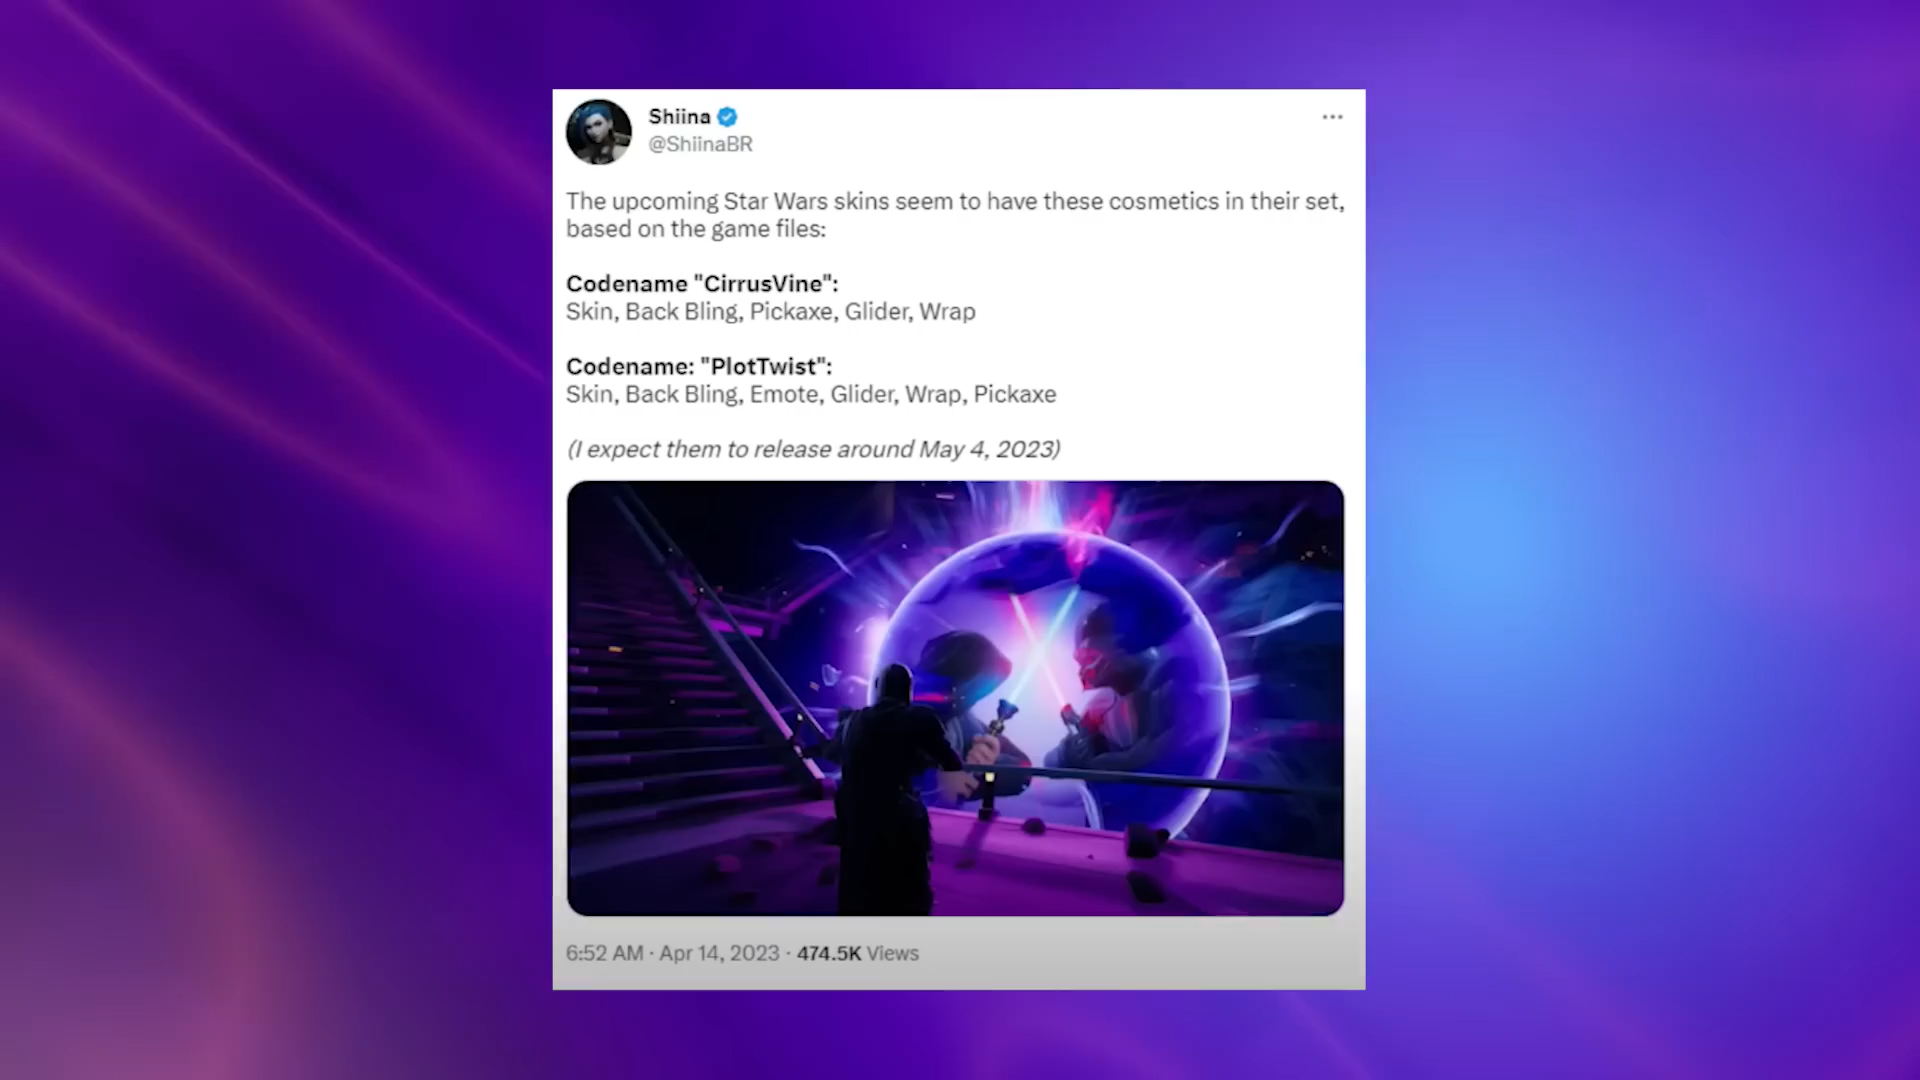 Shiina
@ShiinaBR
The upcoming Star Wars skins seem to have these cosmetics in their set,
based on the game files:
Codename "CirrusVine":
Skin, Back Bling, Pickaxe, Glider, Wrap
Codename: "PlotTwist":
Skin, Back Bling, Emote, Glider, Wrap, Pickaxe
(I expect them to release around May 4, 2023)
6:52 AM · Apr 14, 2023 · 474.5K Views